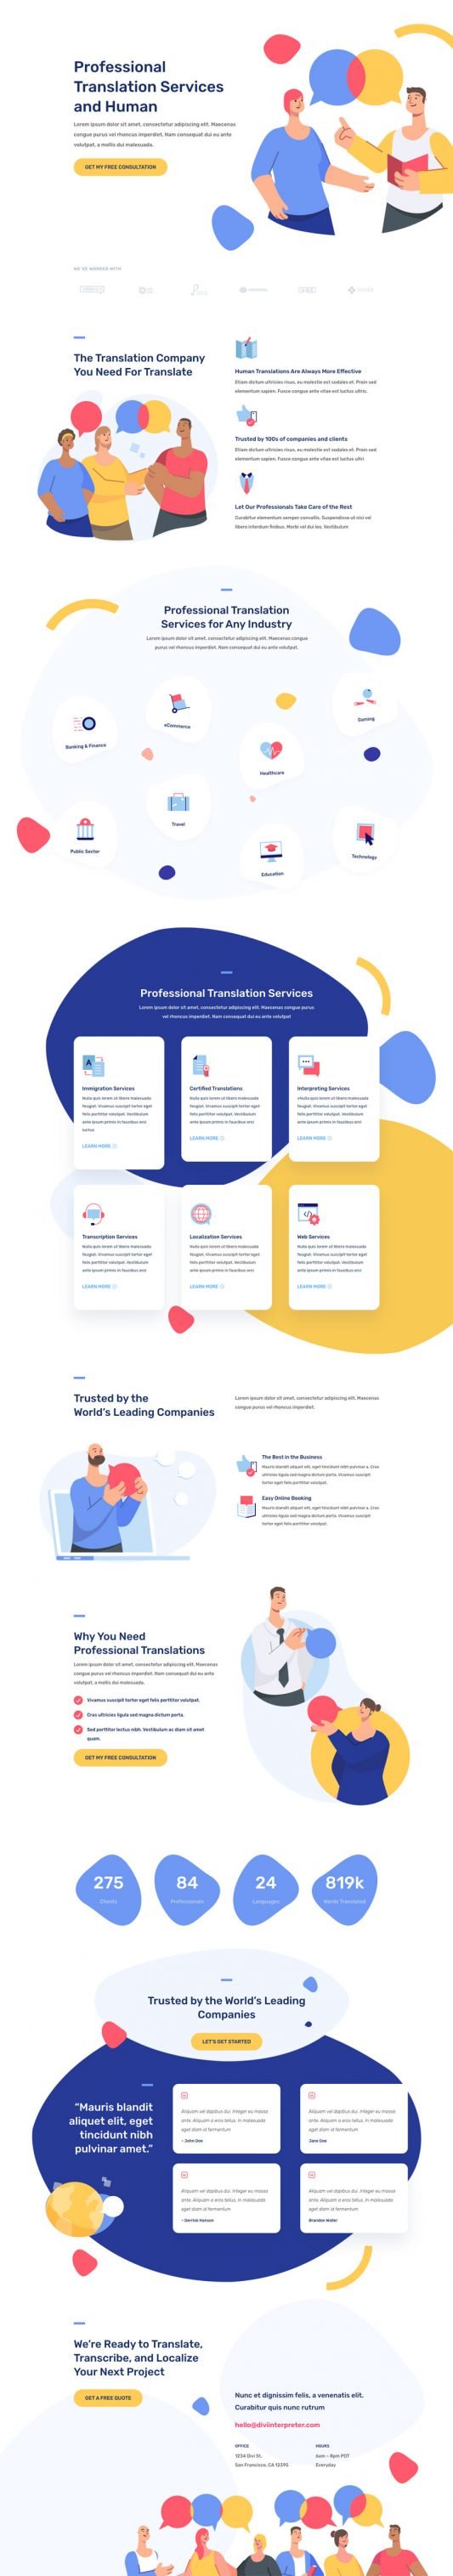 Professional
Translation Services
and Human
Lorem ipsum dolor sit amet, consectetur adipiscing elit. Maecenas
congue purus vel rhoncus imperdiet. Nam consequat dui eu ante
volutpat, a mollis dui malesuada.
GET MY FREE CONSULTATION
WE'VE WORKED WITH
The Translation Company
You Need For Translate
Human Translations Are Always More Effective
Etiam dictum ultricies risus, eu molestie est sodales et. Proin sed
elementum sapien. Fusce congue ante vitae est luctus ultric.
Trusted by 100s of companies and clients
Etiam dictum ultricies risus, eu molestie est sodales et. Proin sed
elementum sapien. Fusce congue ante vitae est luctus ultri
Let Our Professionals Take Care of the Rest
Curabitur elementum semper convallis. Suspendisse ut nisi vel
libero interdum finibus. Morbi vel dui leo. Vestibulum
Professional Translation
Services for Any Industry
Lorem ipsum dolor sit amet, consectetur adipiscing elit. Maecenas congue
purus vel rhoncus imperdiet. Nam consequat dui eu ante volutpat.
Banking & Finance
eCommerce
Healthcare
Gaming
Public Sector
Travel
Education
Technology
Professional Translation Services
Lorem ipsum dolor sit amet, consectetur adipiscing elit. Maecenas congue purus
vel rhoncus imperdiet. Nam consequat dui eu ante volutpat
Immigration Services
Nulla quis lorem ut libero malesuada
feugiat. Vivamus suscipit tortor eget
felis porttitor volutpat. Vestibulum
ante ipsum primis in faucibus orci
luctus
LEARN MORE
Certified Translations
Nulla quis lorem ut libero malesuada
feugiat. Vivamus suscipit tortor eget
felis porttitor volutpat. Vestibulum
ante ipsum primis in faucibus orci
LEARN MORE
Interpreting Services
Nulla quis lorem ut libero malesuada
feugiat. Vivamus suscipit tortor eget
felis porttitor volutpat. Vestibulum
ante ipsum primis in faucibus orci
LEARN MORE
Transcription Services
Nulla quis lorem ut libero malesuada
feugiat. Vivamus suscipit tortor eget
felis porttitor volutpat. Vestibulum
ante ipsum primis in faucibus orci
LEARN MORE
Localization Services
Nulla quis lorem ut libero malesuada
feugiat. Vivamus suscipit tortor eget
felis porttitor volutpat. Vestibulum
ante ipsum primis in faucibus orci
LEARN MORE
Web Services
Nulla quis lorem ut libero malesuada
feugiat. Vivamus suscipit tortor eget
felis porttitor volutpat. Vestibulum
ante ipsum primis in faucibus orci
LEARN MORE
Trusted by the
World's Leading Companies
Lorem ipsum dolor sit amet, consectetur adipiscing elit. Maecenas
congue purus vel rhoncus imperdiet.
The Best in the Business
Mauris blandit aliquet elit, eget tincidunt nibh pulvinar a. Cras
ultricies ligula sed magna dictum porta. Vivamus suscipit
tortor eget felis porttitor volutpat.
Easy Online Booking
Mauris blandit aliquet elit, eget tincidunt nibh pulvinar a. Cras
ultricies ligula sed magna dictum porta. Vivamus suscipit
tortor eget felis porttitor volutpat.
Why You Need
Professional Translations
Lorem ipsum dolor sit amet, consectetur adipiscing elit. Maecenas
congue purus vel rhoncus imperdiet. Nam consequat dui eu ante
volutpat, a mollis dui malesuada.
Vivamus suscipit tortor eget felis porttitor volutpat.
Cras ultricies ligula sed magna dictum porta.
Sed porttitor lectus nibh. Vestibulum ac diam sit amet
quam.
GET MY FREE CONSULTATION
275
Clients
84
Professionals
24
Languages
819k
Words Translated
Trusted by the World's Leading
Companies
LET'S GET STARTED
"Mauris blandit
aliquet elit, eget
tincidunt nibh
pulvinar amet."
Aliquam vel dapibus dui. Integer eu massa
ante. Aliquam a eros tellus. In malesuada
eget diam id fermentum
- John Doe
Aliquam vel dapibus dui. Integer eu massa
ante. Aliquam a eros tellus. In malesuada
eget diam id fermentum
Jane Doe
Aliquam vel dapibus dui. Integer eu massa
ante. Aliquam a eros tellus. In malesuada
eget diam id fermentum
- Derrick Hanson
Aliquam vel dapibus dui. Integer eu massa
ante. Aliquam a eros tellus. In malesuada
eget diam id fermentum
Brandon Waller
We're Ready to Translate,
Transcribe, and Localize
Your Next Project
GET A FREE QUOTE
Nunc et dignissim felis, a venenatis elit.
Curabitur quis nunc rutrum
hello@diviinterpreter.com
OFFICE
1234 Divi St.
San Francisco, CA 12395
HOURS
6am – 8pm PDT
Everyday